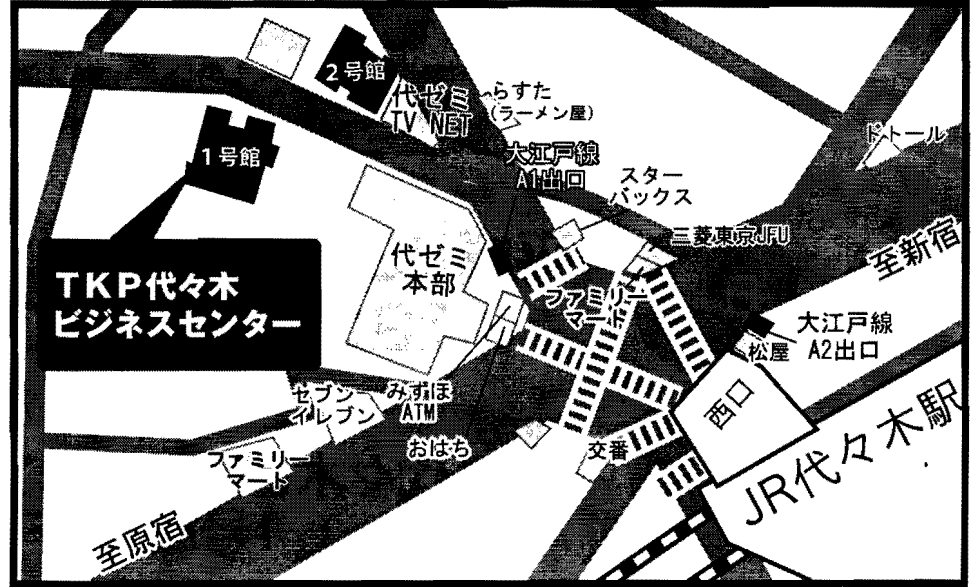 2号館
1号館
代ゼミ
TV NET
らすた
(ラーメン屋)
大江戸線
A1出口
スター
バックス
ドトール
三菱東京UFJ
至新宿
代ゼミ
本部
TKP代々木
ビジネスセンター
ファミリー
マート
大江戸線
A2出口
松屋
西口
セブン
イレブン
みずほ
ATM
おはち
交番
ファミリー
マート
JR代々木駅
至原宿